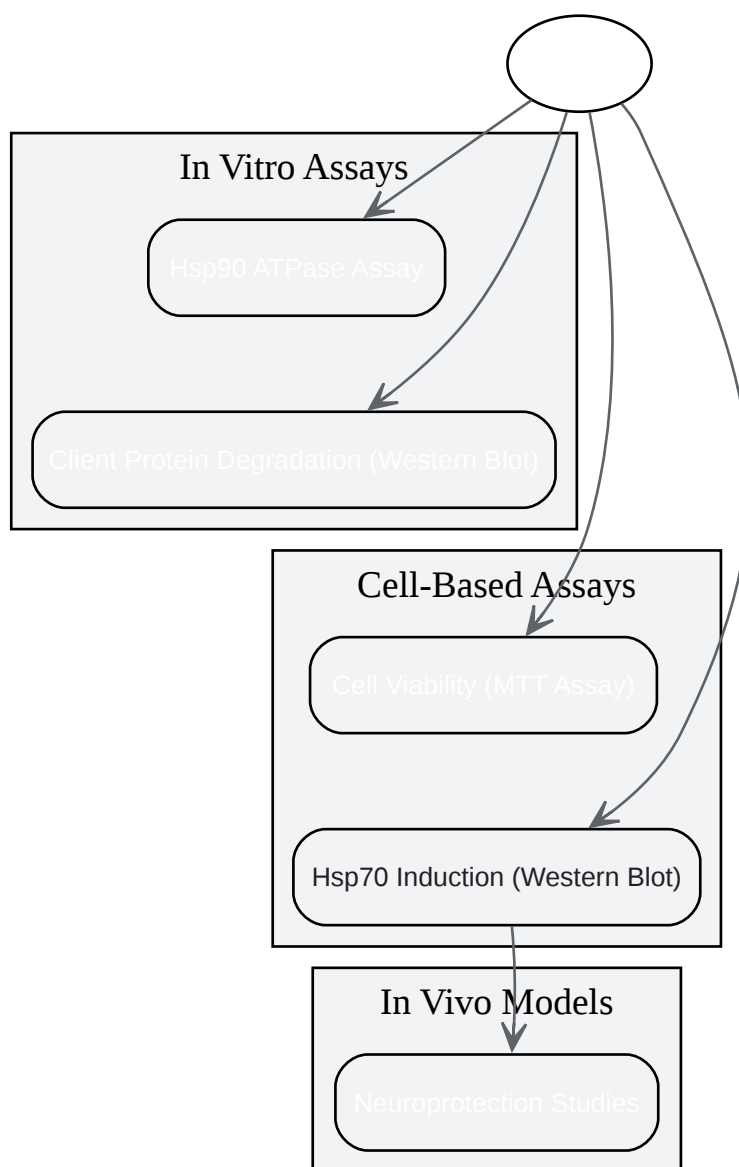 In Vitro Assays
Hsp90 ATPase Assay
Client Protein Degradation (Western Blot)
Cell-Based Assays
Cell Viability (MTT Assay)
Hsp70 Induction (Western Blot)
In Vivo Models
Neuroprotection Studies